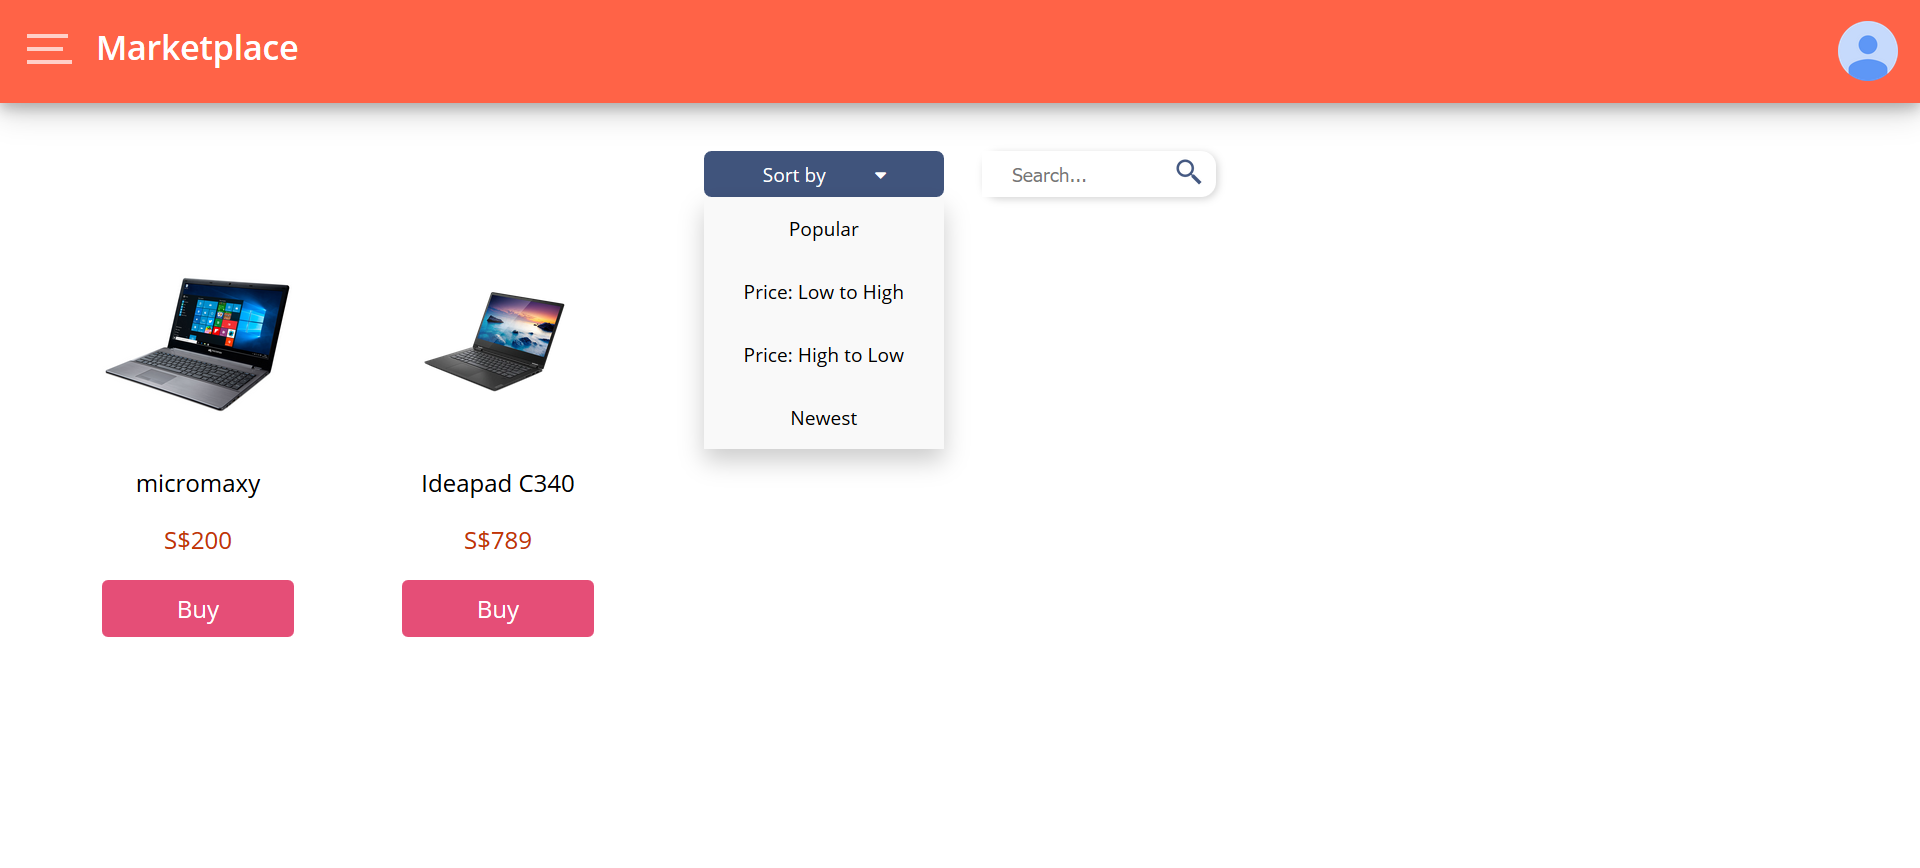 Marketplace
Sort by
Search...
Popular
Price: Low to High
Price: High to Low
Newest
micromaxy
Ideapad C340
S$200
S$789
Buy
Buy